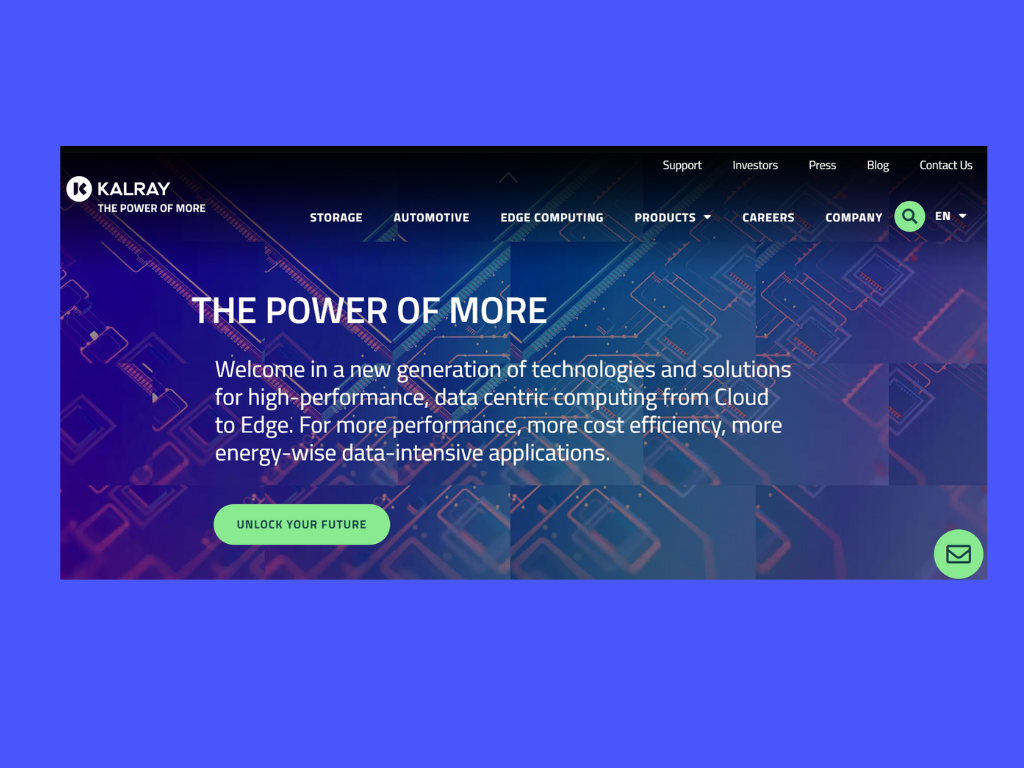 Support Investors Press Blog Contact Us
KALRAY
THE POWER OF MORE
STORAGE AUTOMOTIVE EDGE COMPUTING PRODUCTS CAREERS COMPANY EN
THE POWER OF MORE
Welcome in a new generation of technologies and solutions
for high-performance, data centric computing from Cloud
to Edge. For more performance, more cost efficiency, more
energy-wise data-intensive applications.
UNLOCK YOUR FUTURE